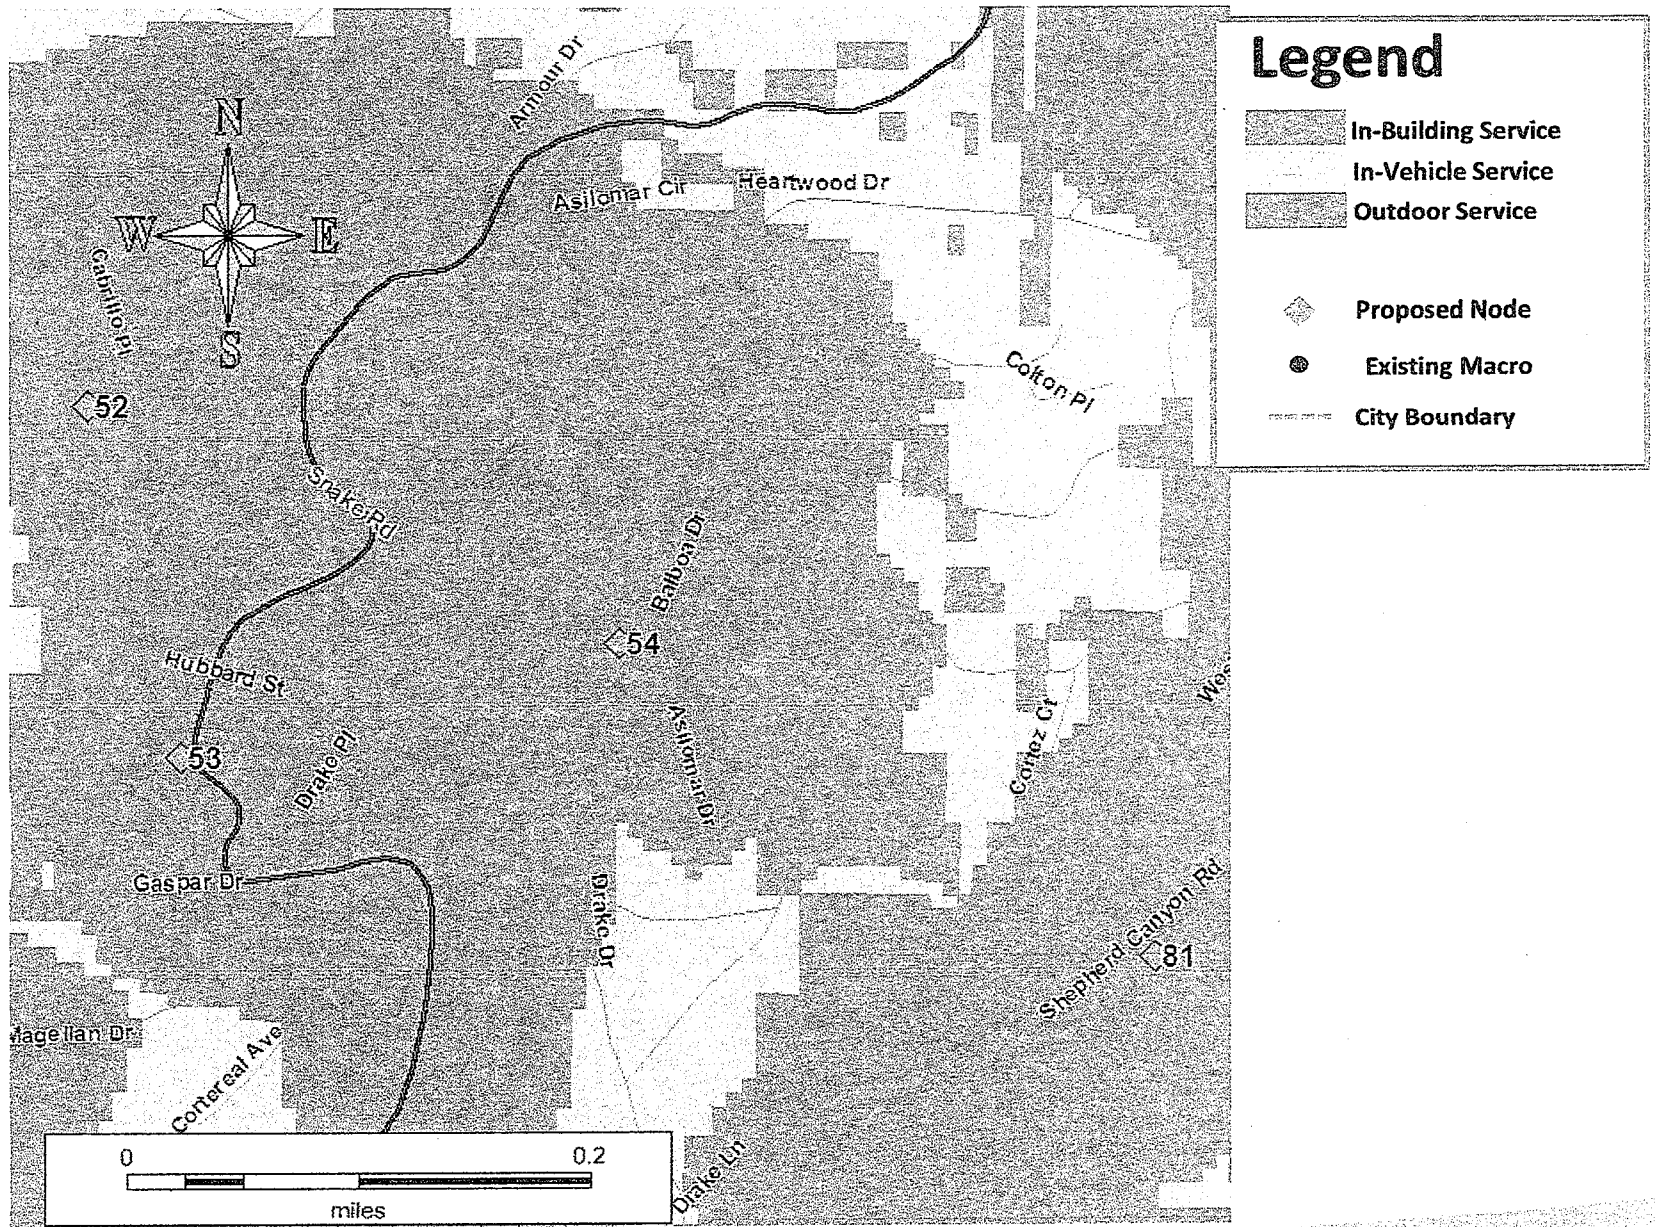 Legend
In-Building Service
In-Vehicle Service
Outdoor Service
Proposed Node
Existing Macro
City Boundary
N
W
E
S
Armour Dr
Asilomar Cir
Heartwood Dr
Cabrillo Pl
52
Colton Pl
Snake Rd
Balboa Dr
54
Hubbard St
53
Drake Pl
Asilomar Dr
Cortez Ct
Wes
Gaspar Dr
Drake Dr
Shepherd Canyon Rd
81
Magellan Dr
Cortereal Ave
Drake Ln
0
0.2
miles